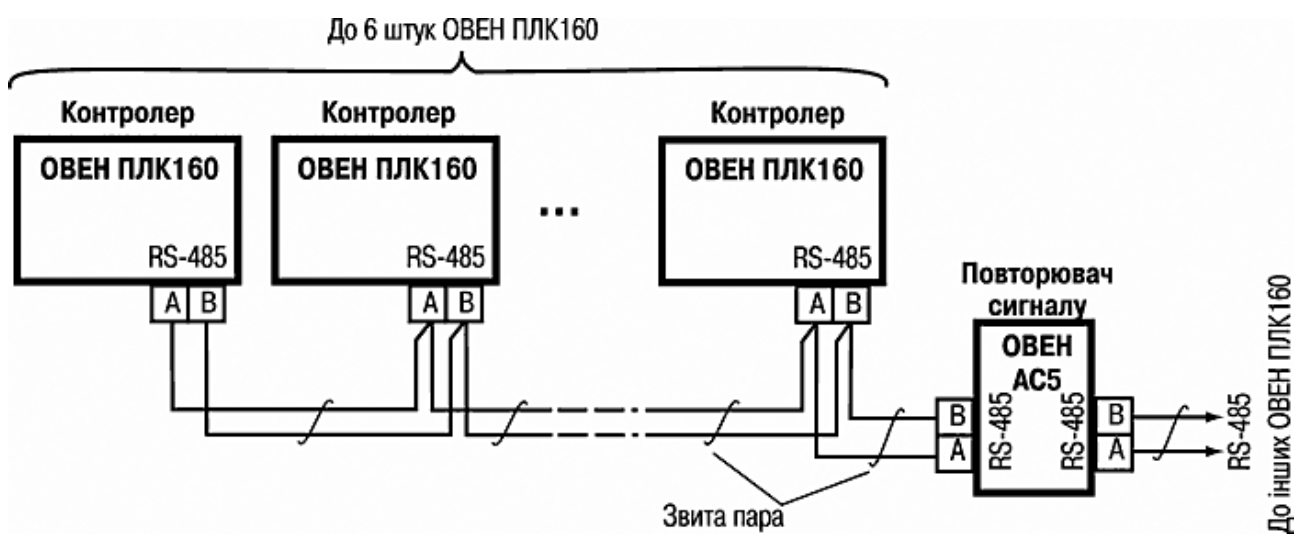 До 6 штук ОВЕН ПЛК160
Контролер
ОВЕН ПЛК160
RS-485
A B
Контролер
ОВЕН ПЛК160
RS-485
A B
...
Контролер
ОВЕН ПЛК160
RS-485
A B
Повторювач
сигналу
ОВЕН
АС5
B
A
RS-485
RS-485
B
A
RS-485
До інших ОВЕН ПЛК160
Звита пара